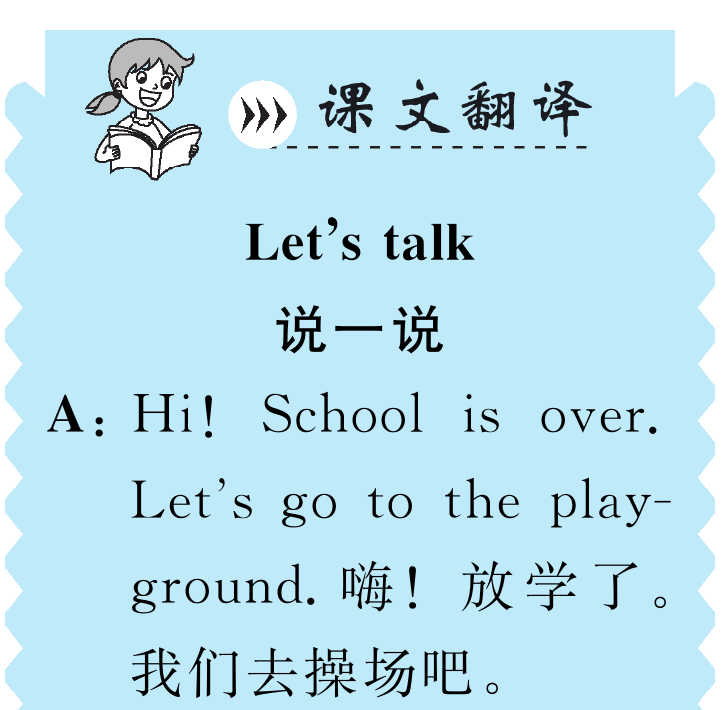 课文翻译
Let's talk
说一说
A: Hi! School is over.
Let's go to the play-
ground. 嗨！放学了。
我们去操场吧。